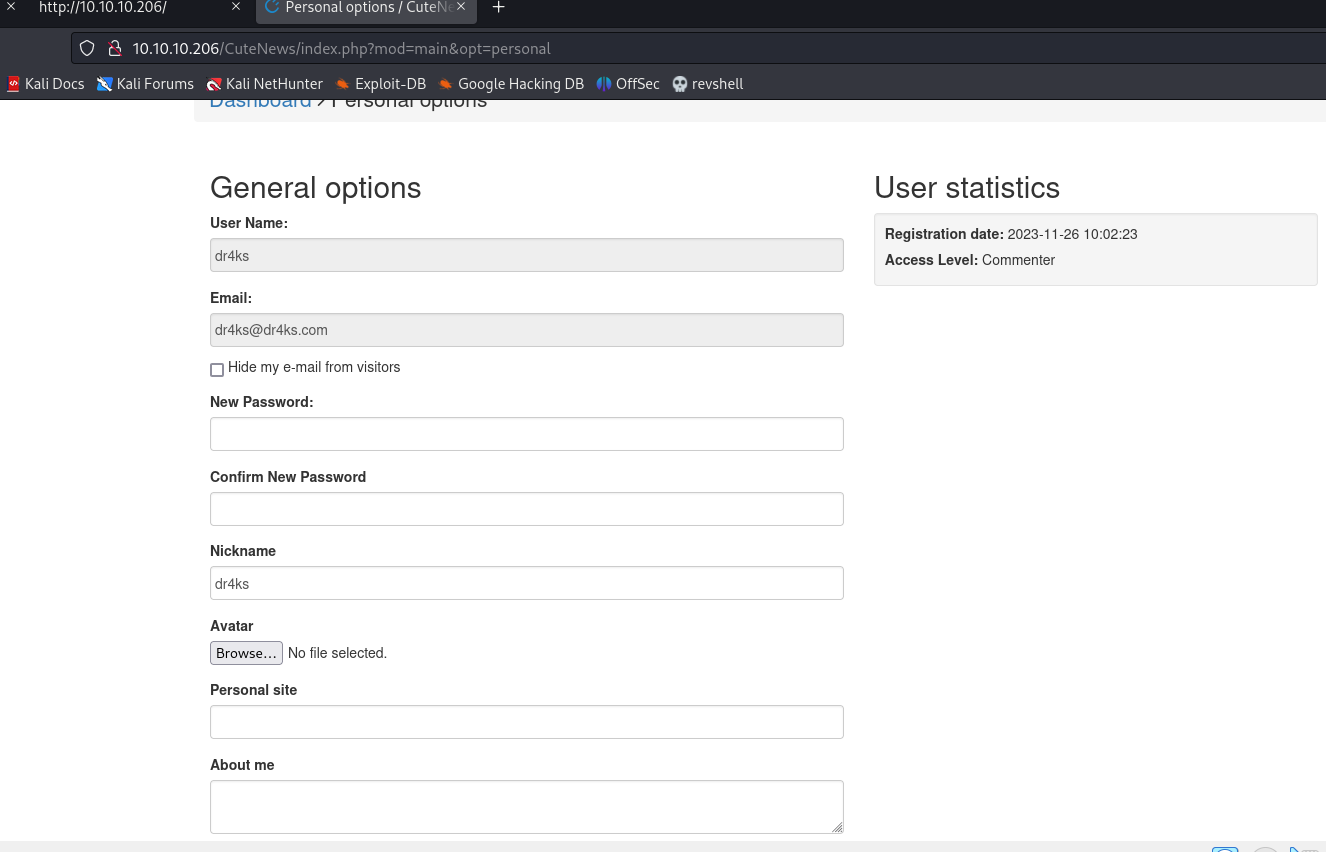 http://10.10.10.206/
Personal options / CuteNe
10.10.10.206/CuteNews/index.php?mod=main&opt=personal
Kali Docs Kali Forums Kali NetHunter Exploit-DB Google Hacking DB OffSec revshell
Dashboard > Personal options
General options
User Name:
dr4ks
Email:
dr4ks@dr4ks.com
Hide my e-mail from visitors
New Password:
Confirm New Password
Nickname
dr4ks
Avatar
Browse... No file selected.
Personal site
About me
User statistics
Registration date: 2023-11-26 10:02:23
Access Level: Commenter